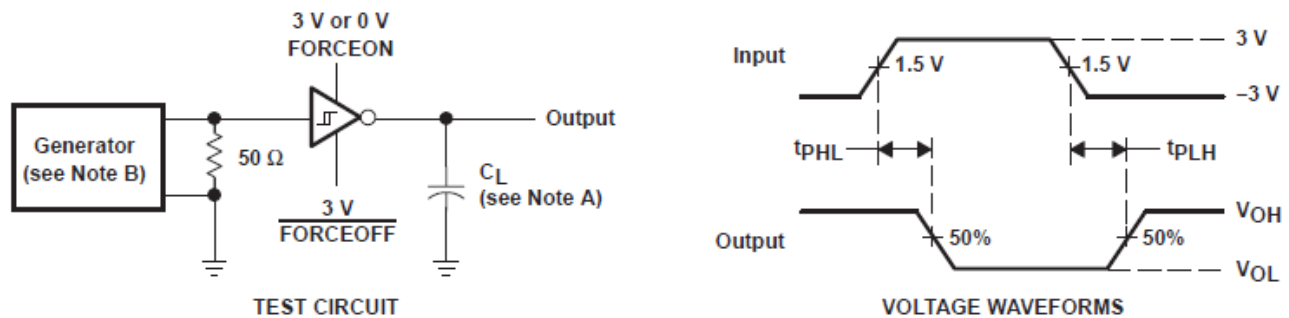 3 V or 0 V
FORCEON
Generator
(see Note B)
50 Ω
Output
CL
(see Note A)
3 V
FORCEOFF
TEST CIRCUIT
Input
1.5 V
1.5 V
3 V
–3 V
tPHL
tPLH
Output
50%
50%
VOH
VOL
VOLTAGE WAVEFORMS